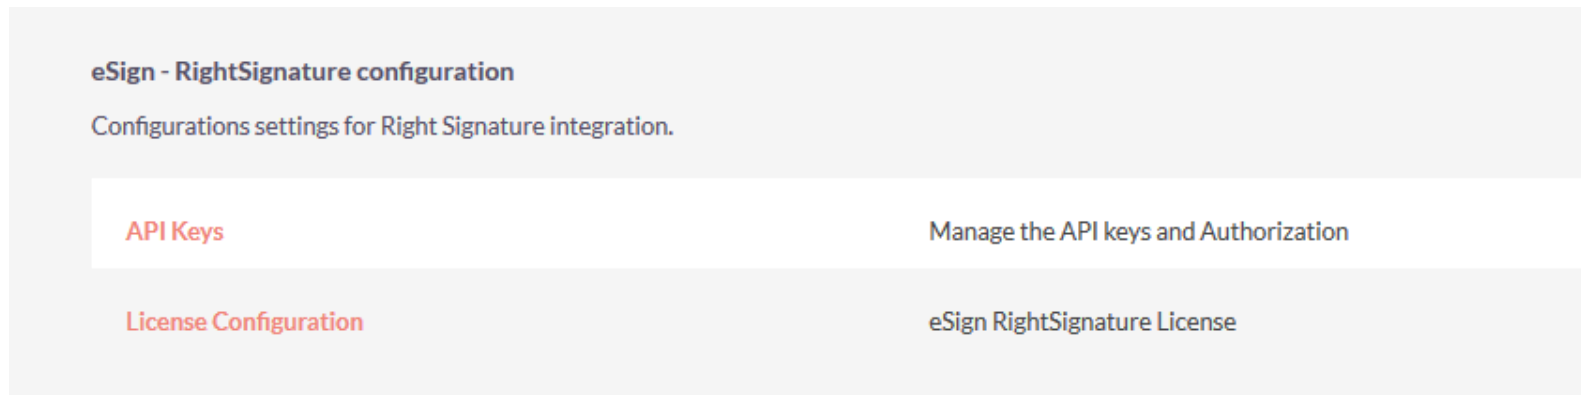 eSign - RightSignature configuration
Configurations settings for Right Signature integration.
API Keys Manage the API keys and Authorization
License Configuration eSign RightSignature License